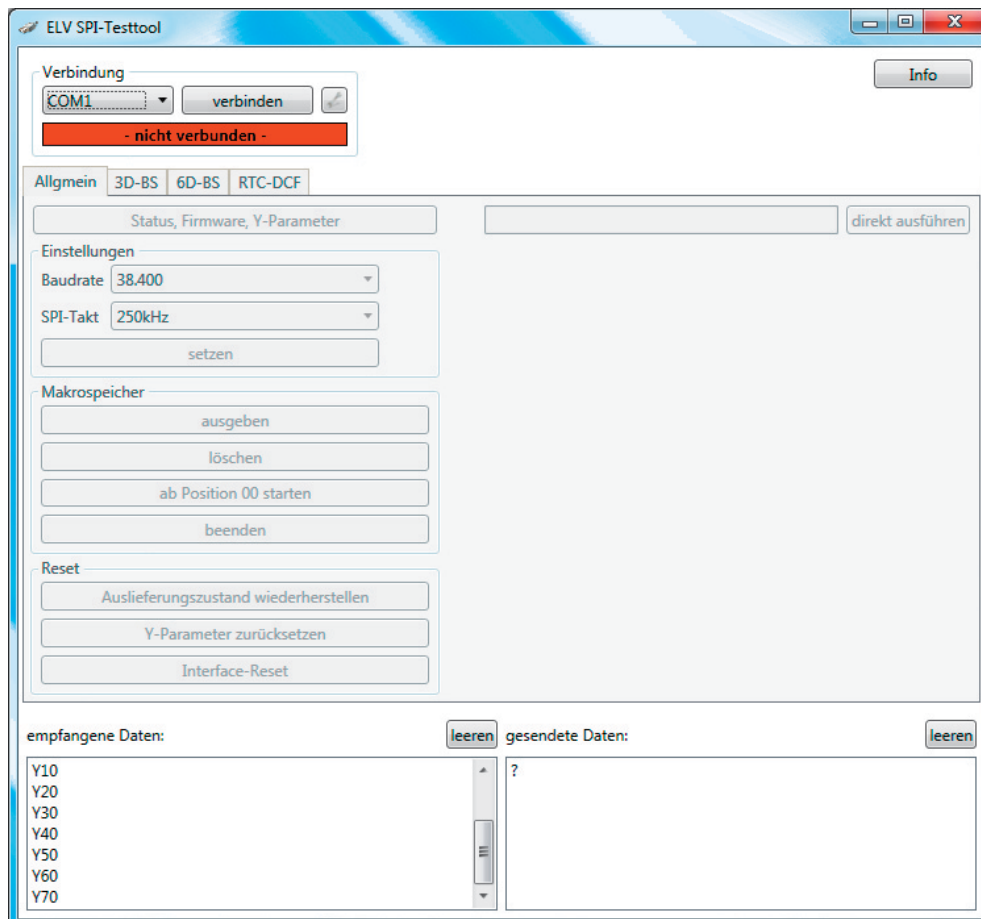 ELV SPI-Testtool
Info
Verbindung
COM1 verbinden
- nicht verbunden -
Allgmein 3D-BS 6D-BS RTC-DCF
Status, Firmware, Y-Parameter direkt ausführen
Einstellungen
Baudrate 38.400
SPI-Takt 250kHz
setzen
Makrospeicher
ausgeben
löschen
ab Position 00 starten
beenden
Reset
Auslieferungszustand wiederherstellen
Y-Parameter zurücksetzen
Interface-Reset
empfangene Daten: leeren gesendete Daten: leeren
Y10 ?
Y20
Y30
Y40
Y50
Y60
Y70